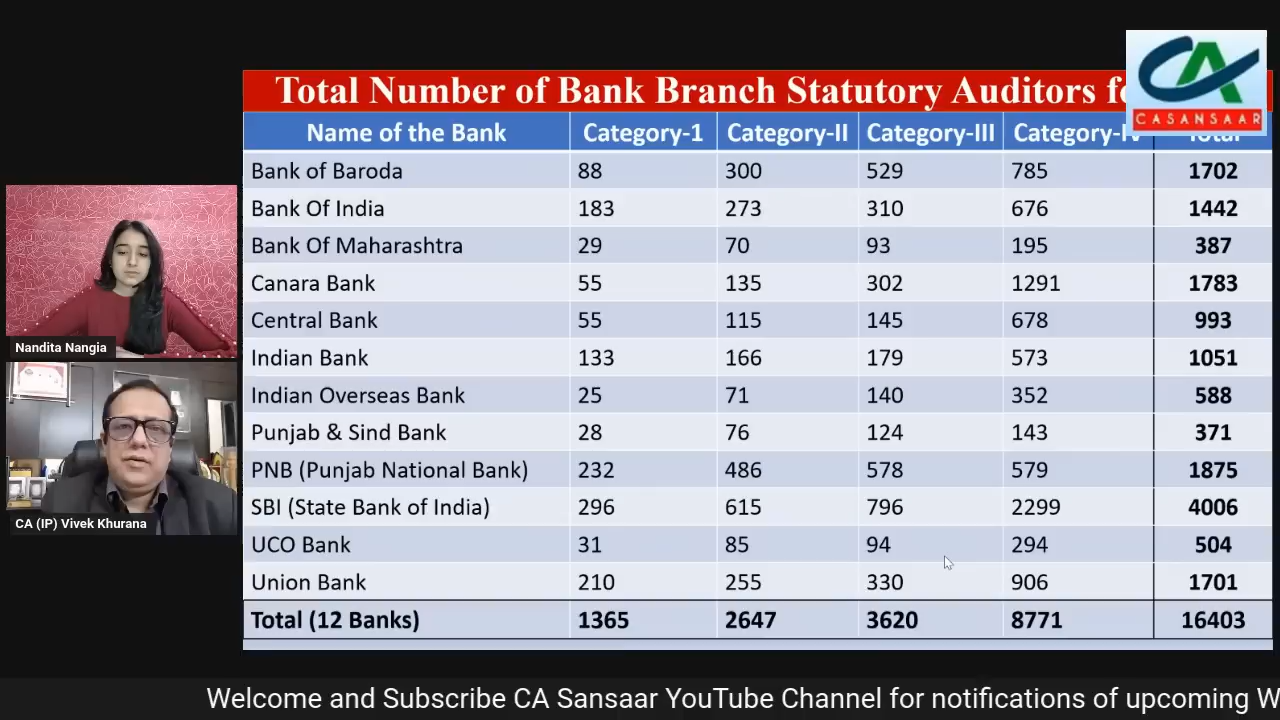 Total Number of Bank Branch Statutory Auditors
CASANSAAR
Name of the Bank Category-1 Category-II Category-III Category-IV Total
Bank of Baroda 88 300 529 785 1702
Bank Of India 183 273 310 676 1442
Bank Of Maharashtra 29 70 93 195 387
Canara Bank 55 135 302 1291 1783
Central Bank 55 115 145 678 993
Indian Bank 133 166 179 573 1051
Indian Overseas Bank 25 71 140 352 588
Punjab & Sind Bank 28 76 124 143 371
PNB (Punjab National Bank) 232 486 578 579 1875
SBI (State Bank of India) 296 615 796 2299 4006
UCO Bank 31 85 94 294 504
Union Bank 210 255 330 906 1701
Total (12 Banks) 1365 2647 3620 8771 16403
Nandita Nangia
CA (IP) Vivek Khurana
Welcome and Subscribe CA Sansaar YouTube Channel for notifications of upcoming W